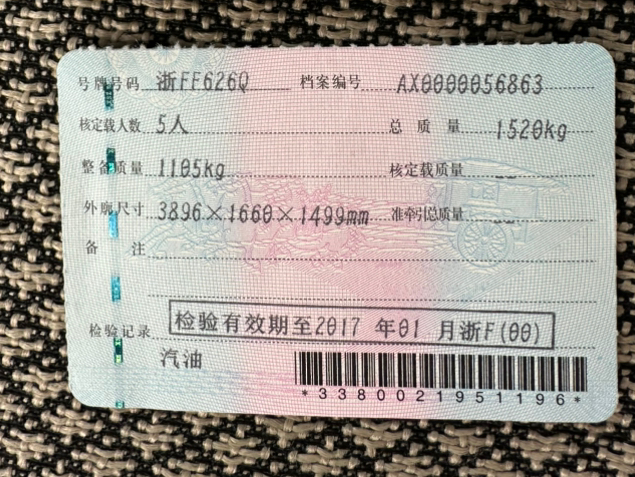 号牌号码 浙FF626Q 档案编号 AX0000056863
核定载人数 5人 总 质 量 1520kg
整备质量 1105kg 核定载质量 --
外廓尺寸 3896×1660×1499mm 准牵引总质量 --
备 注
检验记录 检验有效期至2017 年01 月浙F(00)
汽油
*3380021951196*